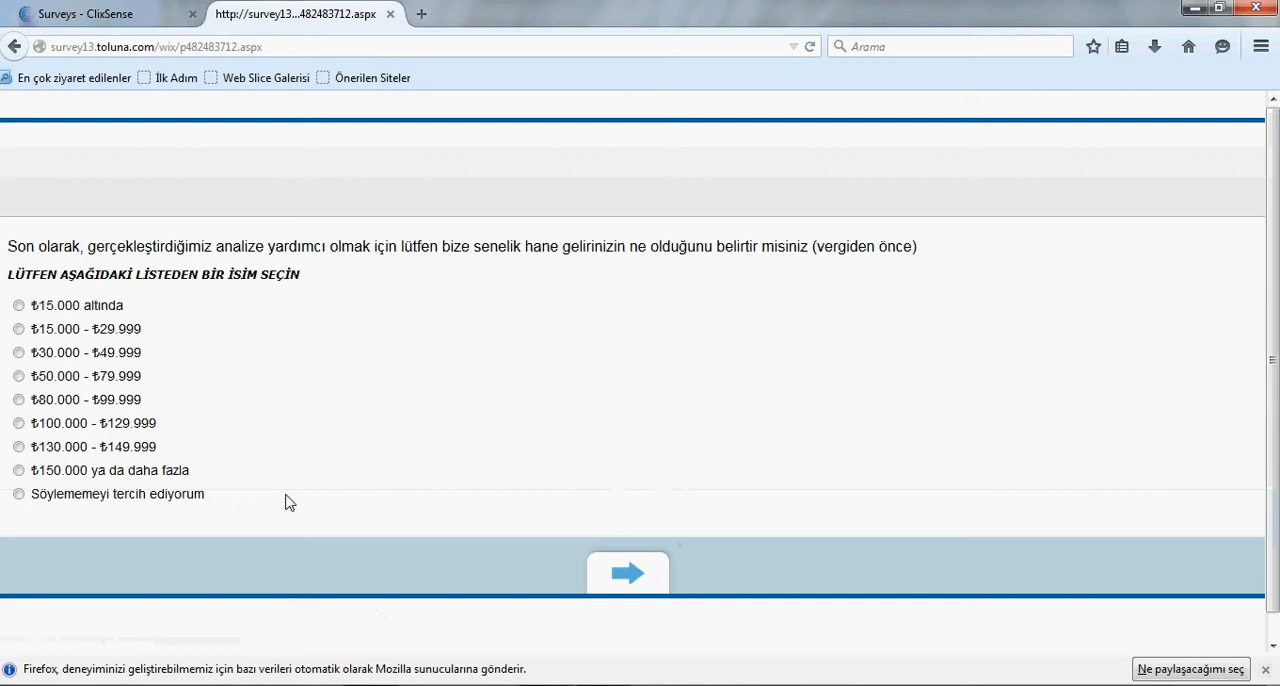 Surveys - ClixSense
http://survey13...482483712.aspx
survey13.toluna.com/wix/p482483712.aspx
Arama
En çok ziyaret edilenler
İlk Adım
Web Slice Galerisi
Önerilen Siteler
Son olarak, gerçekleştirdiğimiz analize yardımcı olmak için lütfen bize senelik hane gelirinizin ne olduğunu belirtir misiniz (vergiden önce)
LÜTFEN AŞAĞIDAKİ LİSTEDEN BİR İSİM SEÇİN
₺15.000 altında
₺15.000 - ₺29.999
₺30.000 - ₺49.999
₺50.000 - ₺79.999
₺80.000 - ₺99.999
₺100.000 - ₺129.999
₺130.000 - ₺149.999
₺150.000 ya da daha fazla
Söylememeyi tercih ediyorum
Firefox, deneyiminizi geliştirebilmemiz için bazı verileri otomatik olarak Mozilla sunucularına gönderir.
Ne paylaşacağımı seç